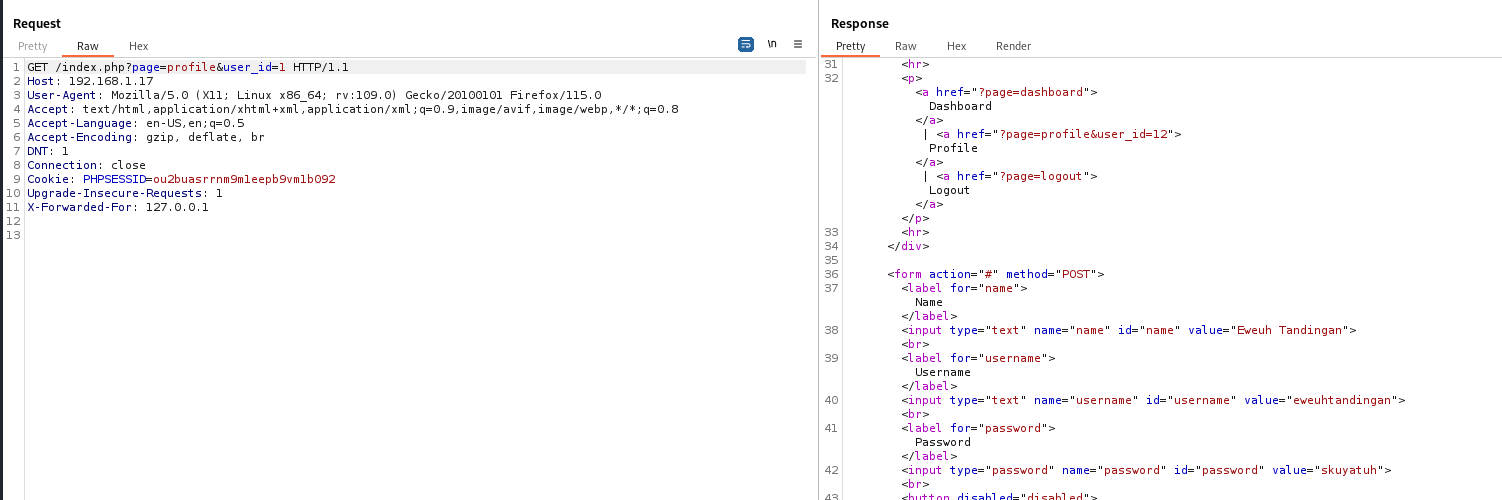 Request
Pretty Raw Hex
\n
1 GET /index.php?page=profile&user_id=1 HTTP/1.1
2 Host: 192.168.1.17
3 User-Agent: Mozilla/5.0 (X11; Linux x86_64; rv:109.0) Gecko/20100101 Firefox/115.0
4 Accept: text/html,application/xhtml+xml,application/xml;q=0.9,image/avif,image/webp,*/*;q=0.8
5 Accept-Language: en-US,en;q=0.5
6 Accept-Encoding: gzip, deflate, br
7 DNT: 1
8 Connection: close
9 Cookie: PHPSESSID=ou2buasrrnm9m1eepb9vm1b092
10 Upgrade-Insecure-Requests: 1
11 X-Forwarded-For: 127.0.0.1
12
13
Response
Pretty Raw Hex Render
31 <hr>
32 <p>
<a href="?page=dashboard">
Dashboard
</a>
| <a href="?page=profile&user_id=12">
Profile
</a>
| <a href="?page=logout">
Logout
</a>
</p>
33 <hr>
34 </div>
35
36 <form action="#" method="POST">
37 <label for="name">
Name
</label>
38 <input type="text" name="name" id="name" value="Eweuh Tandingan">
<br>
39 <label for="username">
Username
</label>
40 <input type="text" name="username" id="username" value="eweuhtandingan">
<br>
41 <label for="password">
Password
</label>
42 <input type="password" name="password" id="password" value="skuyatuh">
<br>
43 <button disabled="disabled">